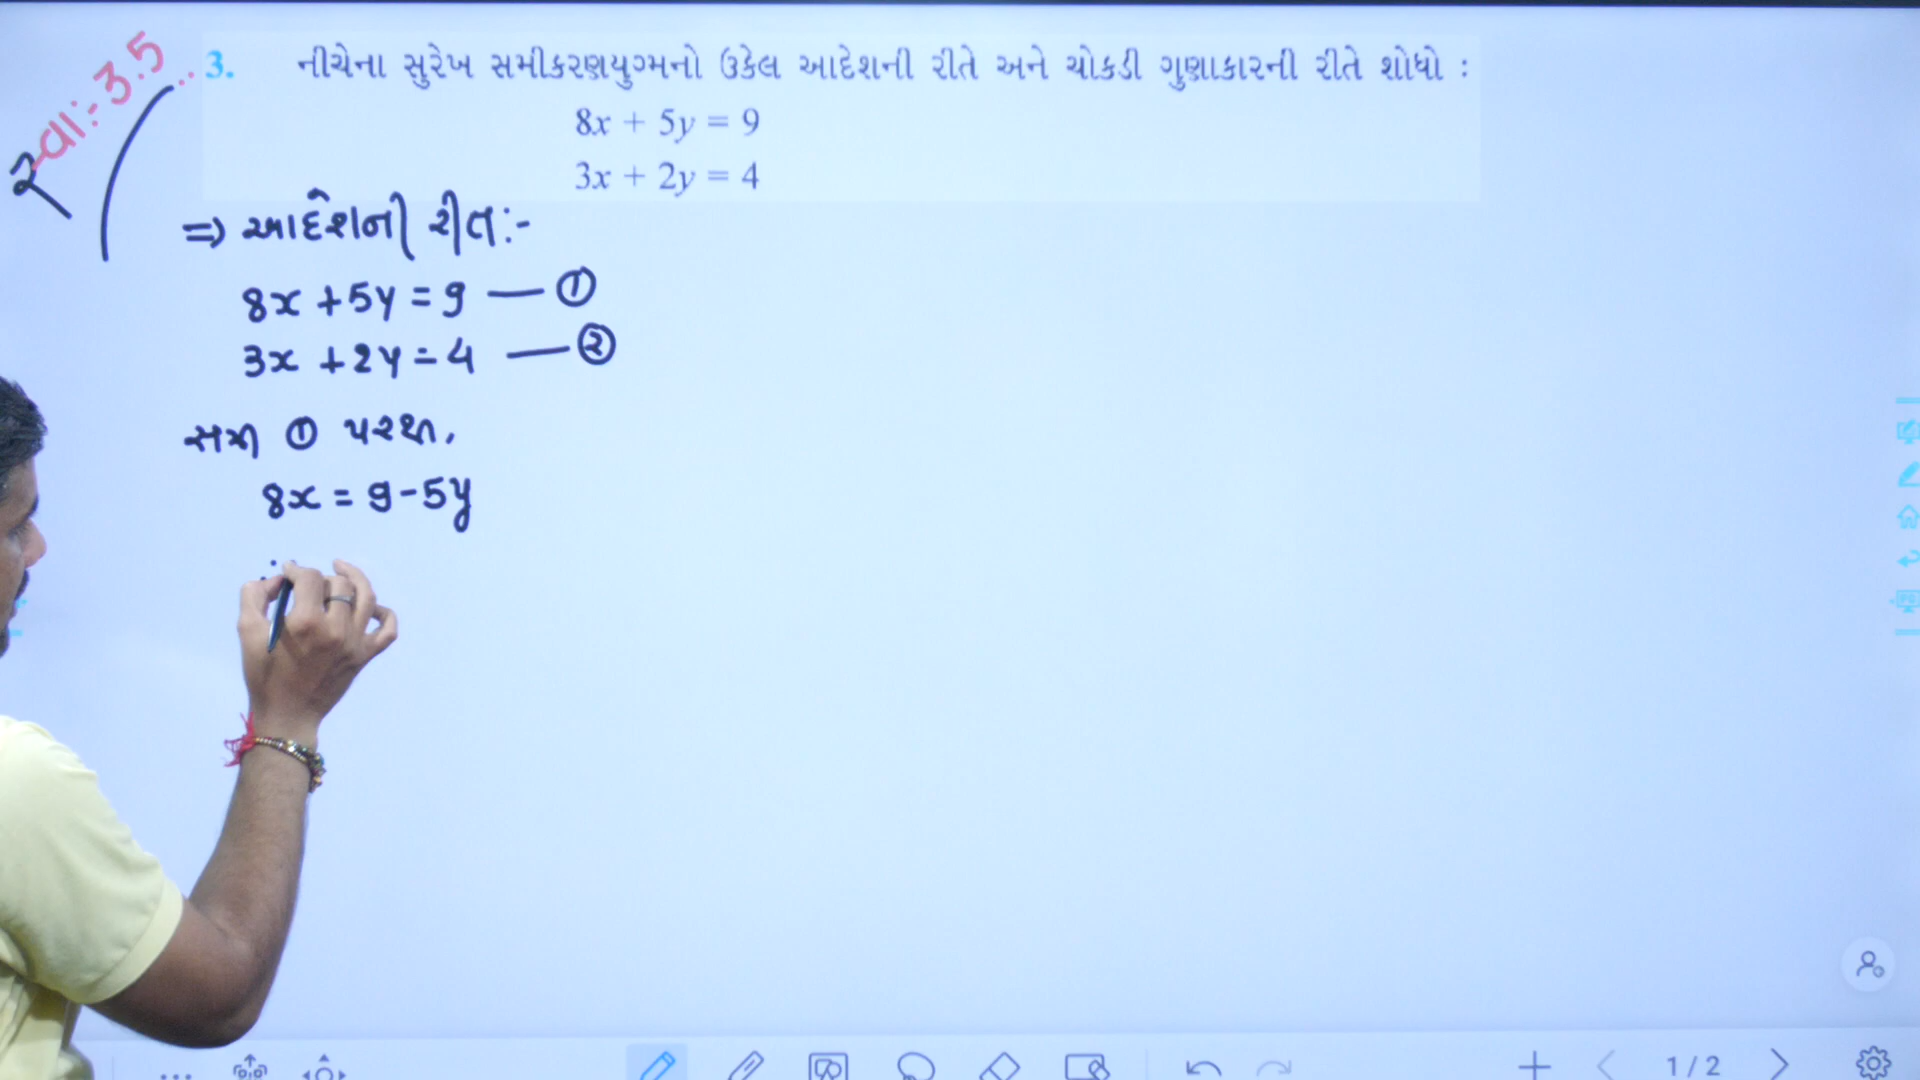 સ્વાઃ- 3.5
3. નીચેના સુરેખ સમીકરણયુગ્મનો ઉકેલ આદેશની રીતે અને ચોકડી ગુણાકારની રીતે શોધો :
8x + 5y = 9
3x + 2y = 4
⇒ આદેશની રીત:-
8x + 5y = 9 — ①
3x + 2y = 4 — ②
① પરથી,
8x = 9 - 5y
∴
1 / 2